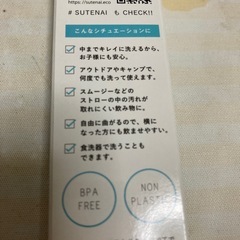 https://sutenai.eco
# SUTENAI も CHECK!!
こんなシチュエーションに
中までキレイに洗えるから、
お子様にも安心。
アウトドアやキャンプで、
何度でも洗って使えます。
スムージーなどの
ストローの中の汚れが
取れにくい飲み物に。
自由に曲がるので、横に
なった方にも飲ませやすい。
食洗器で洗うことも
できます。
BPA
FREE
NON